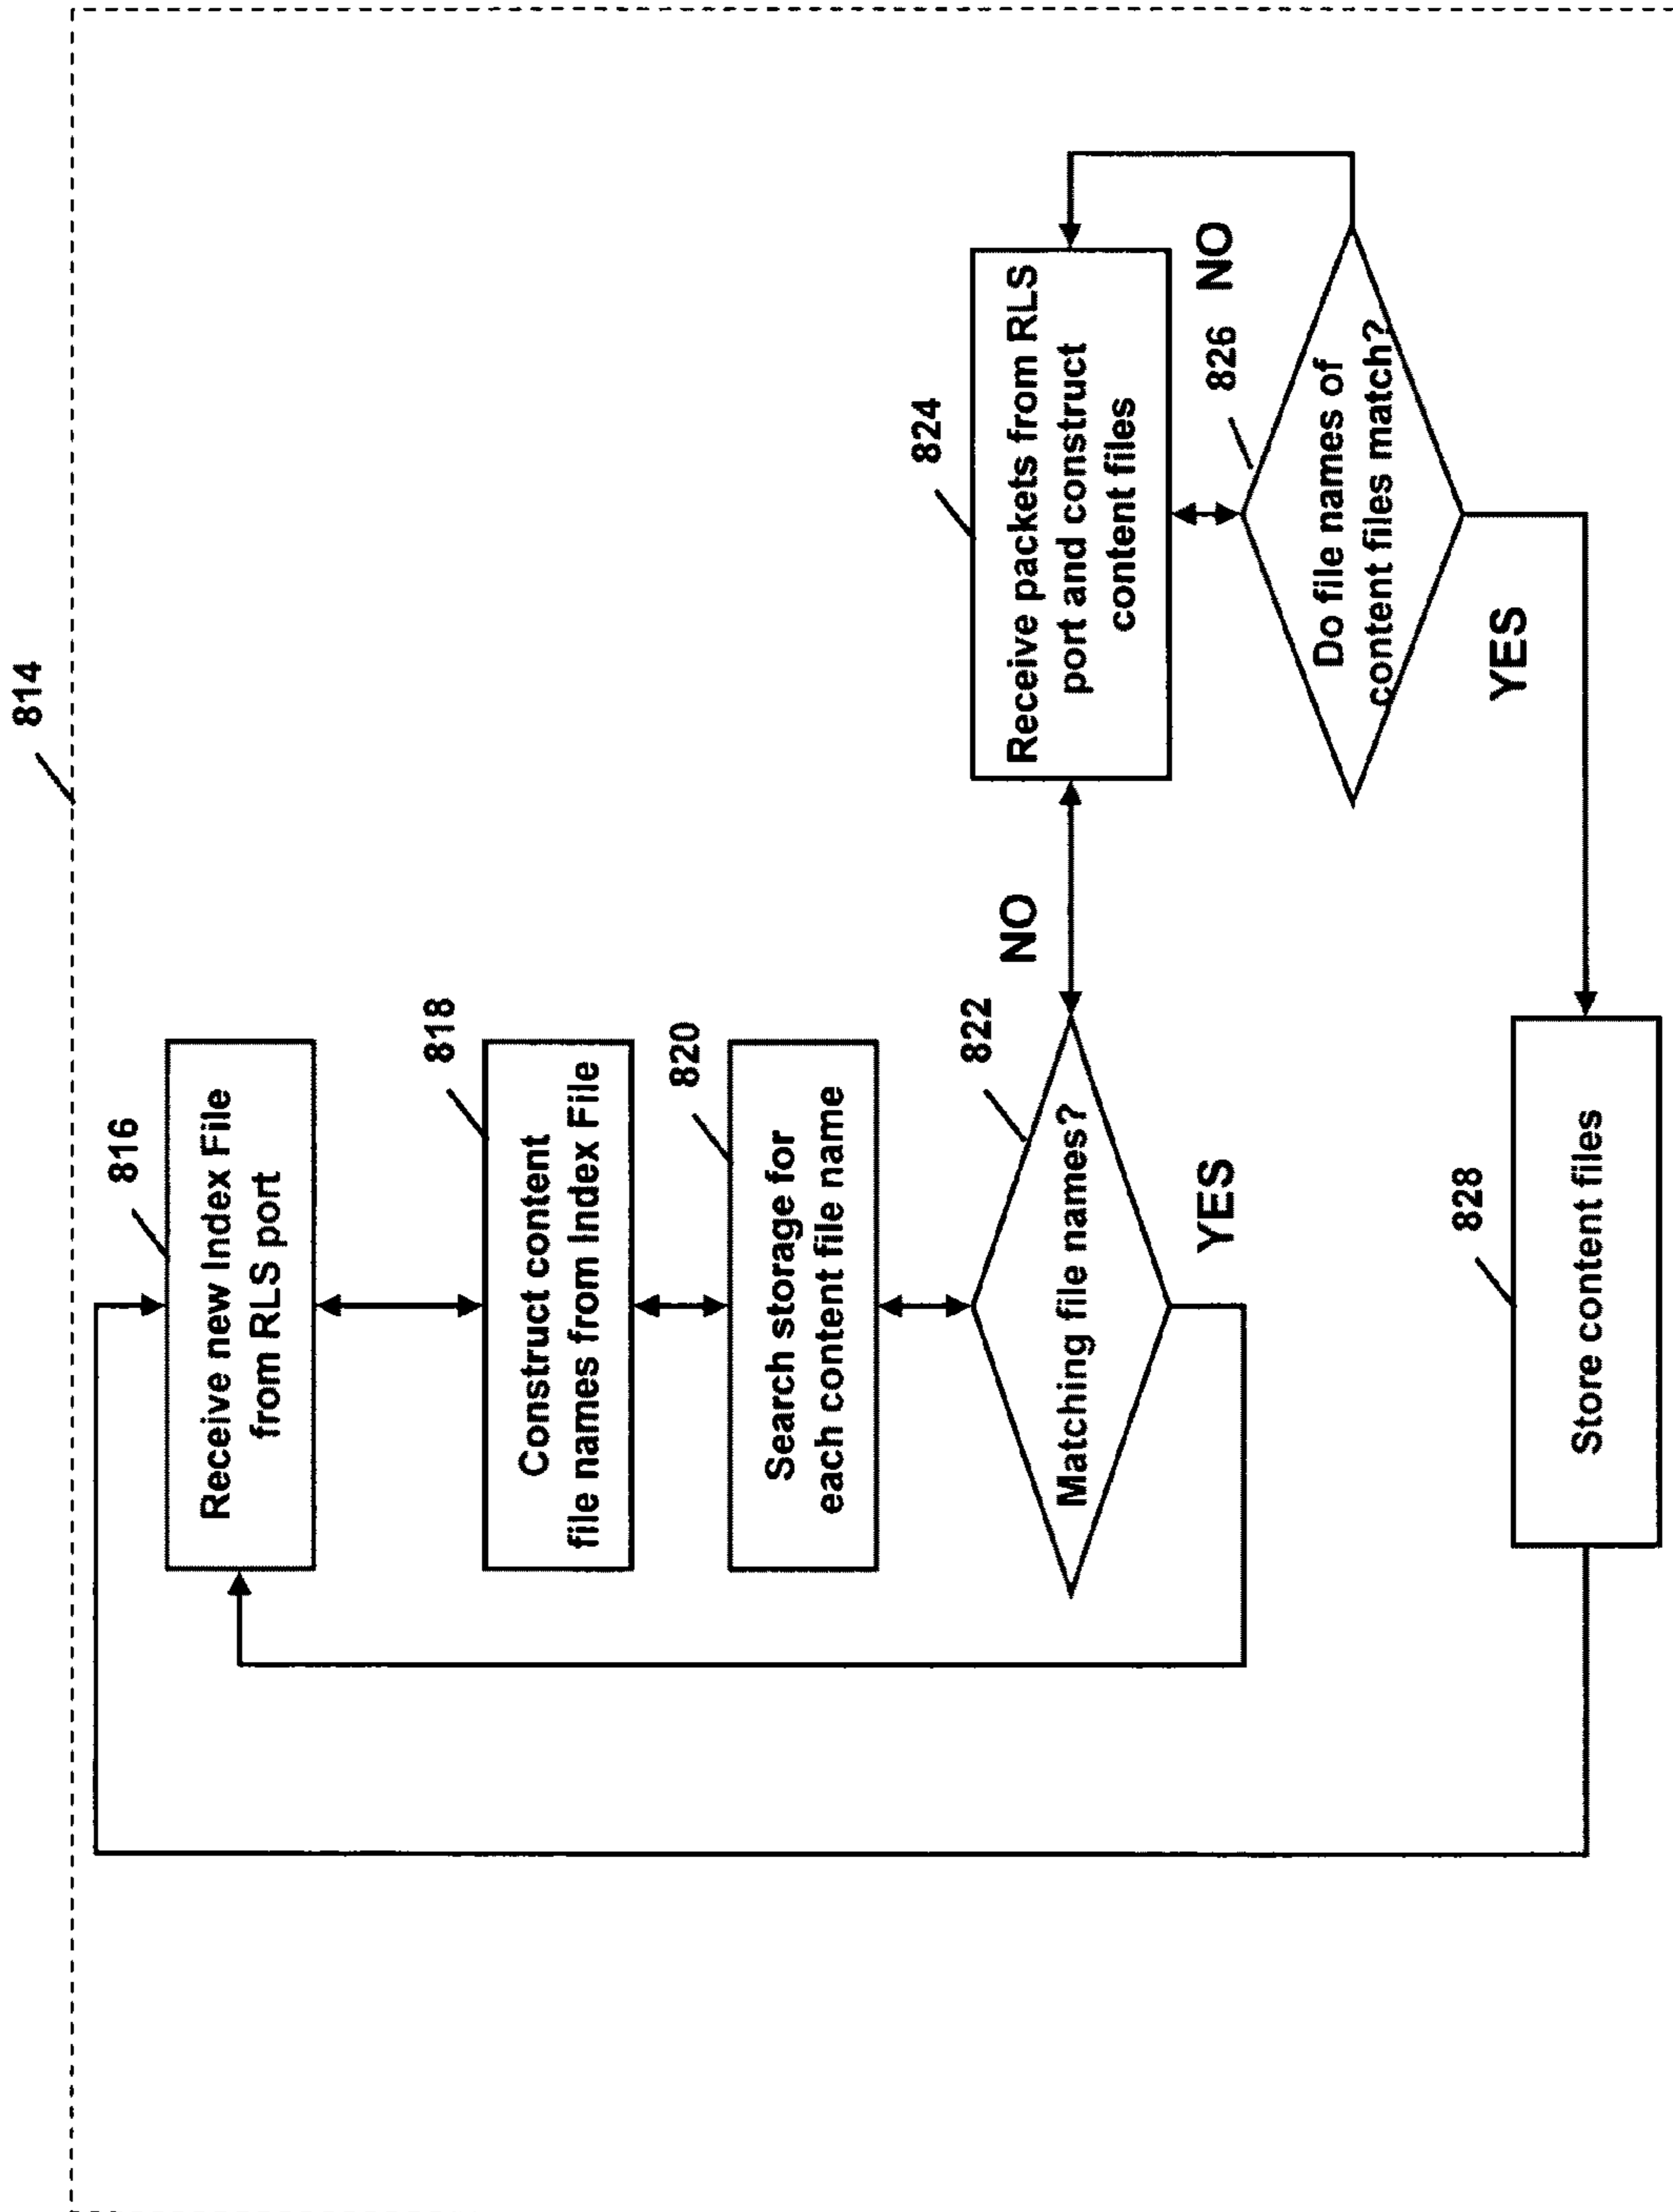 814
816
Receive new Index File
from RLS port
818
Construct content
file names from Index File
820
Search storage for
each content file name
822
Matching file names?
YES
NO
824
Receive packets from RLS
port and construct
content files
826
NO
Do file names of
content files match?
YES
828
Store content files